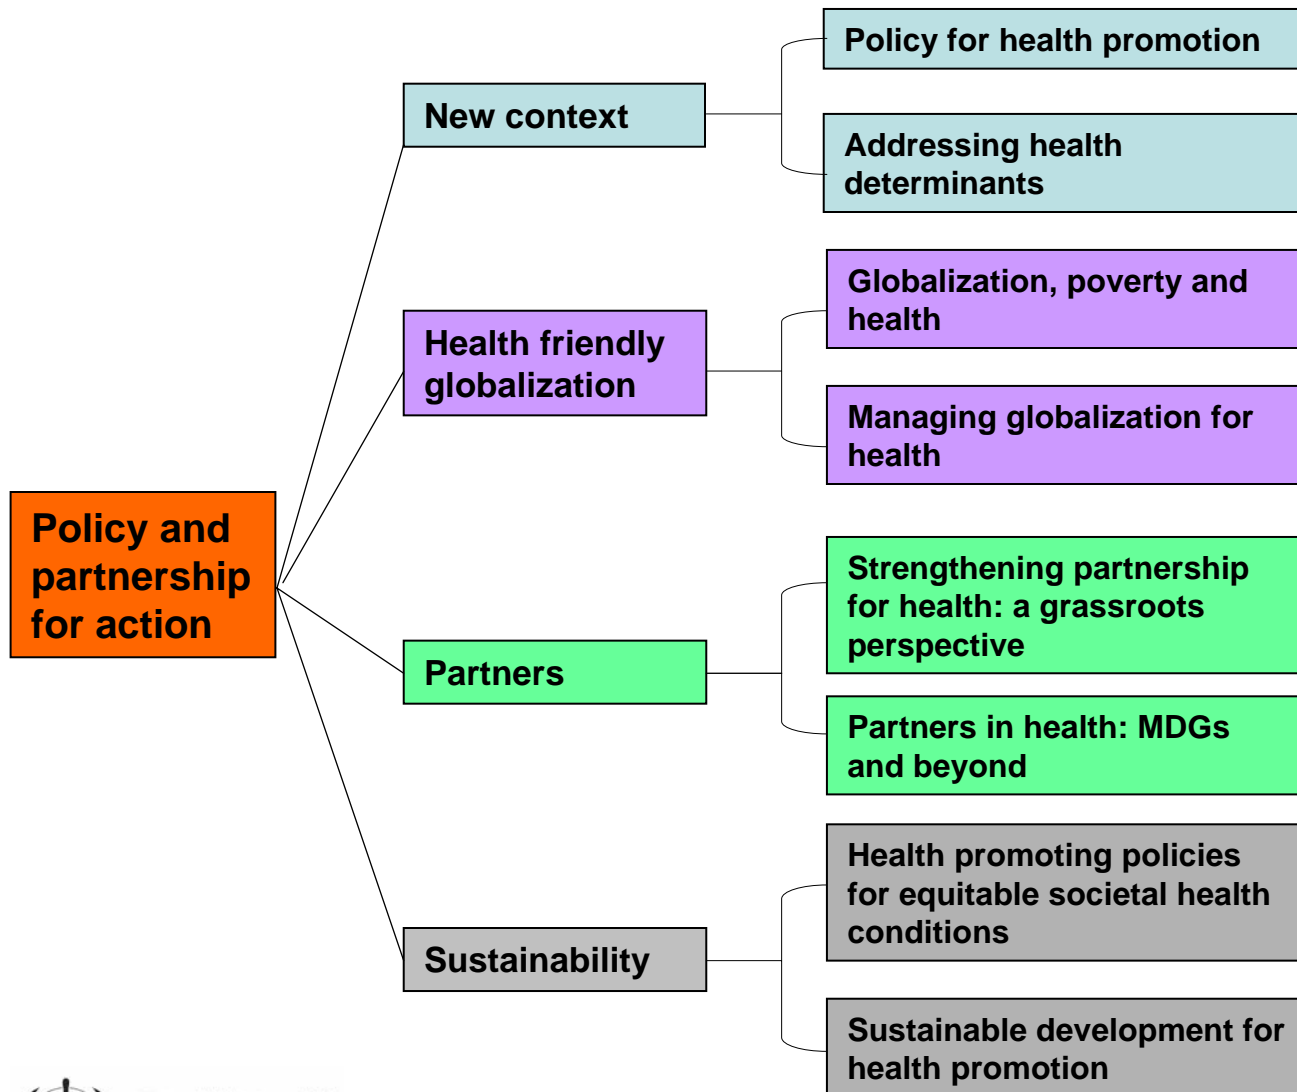 Policy and
partnership
for action
New context
Policy for health promotion
Addressing health
determinants
Health friendly
globalization
Globalization, poverty and
health
Managing globalization for
health
Partners
Strengthening partnership
for health: a grassroots
perspective
Partners in health: MDGs
and beyond
Sustainability
Health promoting policies
for equitable societal health
conditions
Sustainable development for
health promotion